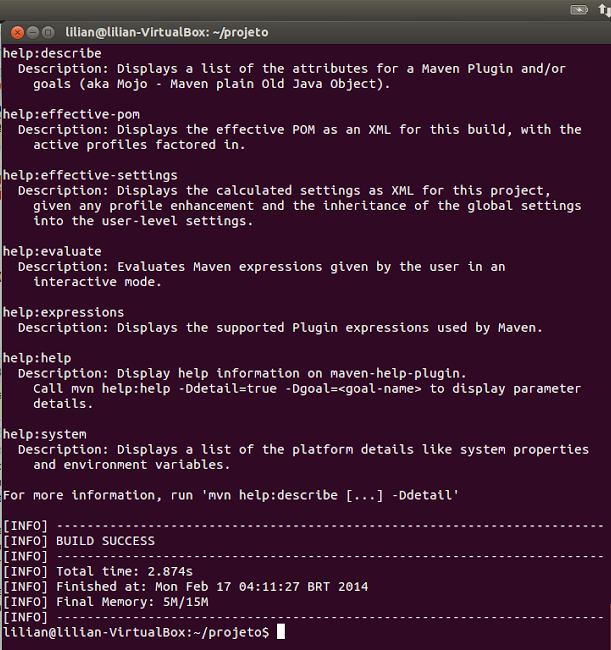 lilian@lilian-VirtualBox: ~/projeto
help:describe
Description: Displays a list of the attributes for a Maven Plugin and/or
goals (aka Mojo - Maven plain Old Java Object).
help:effective-pom
Description: Displays the effective POM as an XML for this build, with the
active profiles factored in.
help:effective-settings
Description: Displays the calculated settings as XML for this project,
given any profile enhancement and the inheritance of the global settings
into the user-level settings.
help:evaluate
Description: Evaluates Maven expressions given by the user in an
interactive mode.
help:expressions
Description: Displays the supported Plugin expressions used by Maven.
help:help
Description: Display help information on maven-help-plugin.
Call mvn help:help -Ddetail=true -Dgoal=<goal-name> to display parameter
details.
help:system
Description: Displays a list of the platform details like system properties
and environment variables.
For more information, run 'mvn help:describe [...] -Ddetail'
[INFO] ------------------------------------------------------------------------
[INFO] BUILD SUCCESS
[INFO] ------------------------------------------------------------------------
[INFO] Total time: 2.874s
[INFO] Finished at: Mon Feb 17 04:11:27 BRT 2014
[INFO] Final Memory: 5M/15M
[INFO] ------------------------------------------------------------------------
lilian@lilian-VirtualBox:~/projeto$